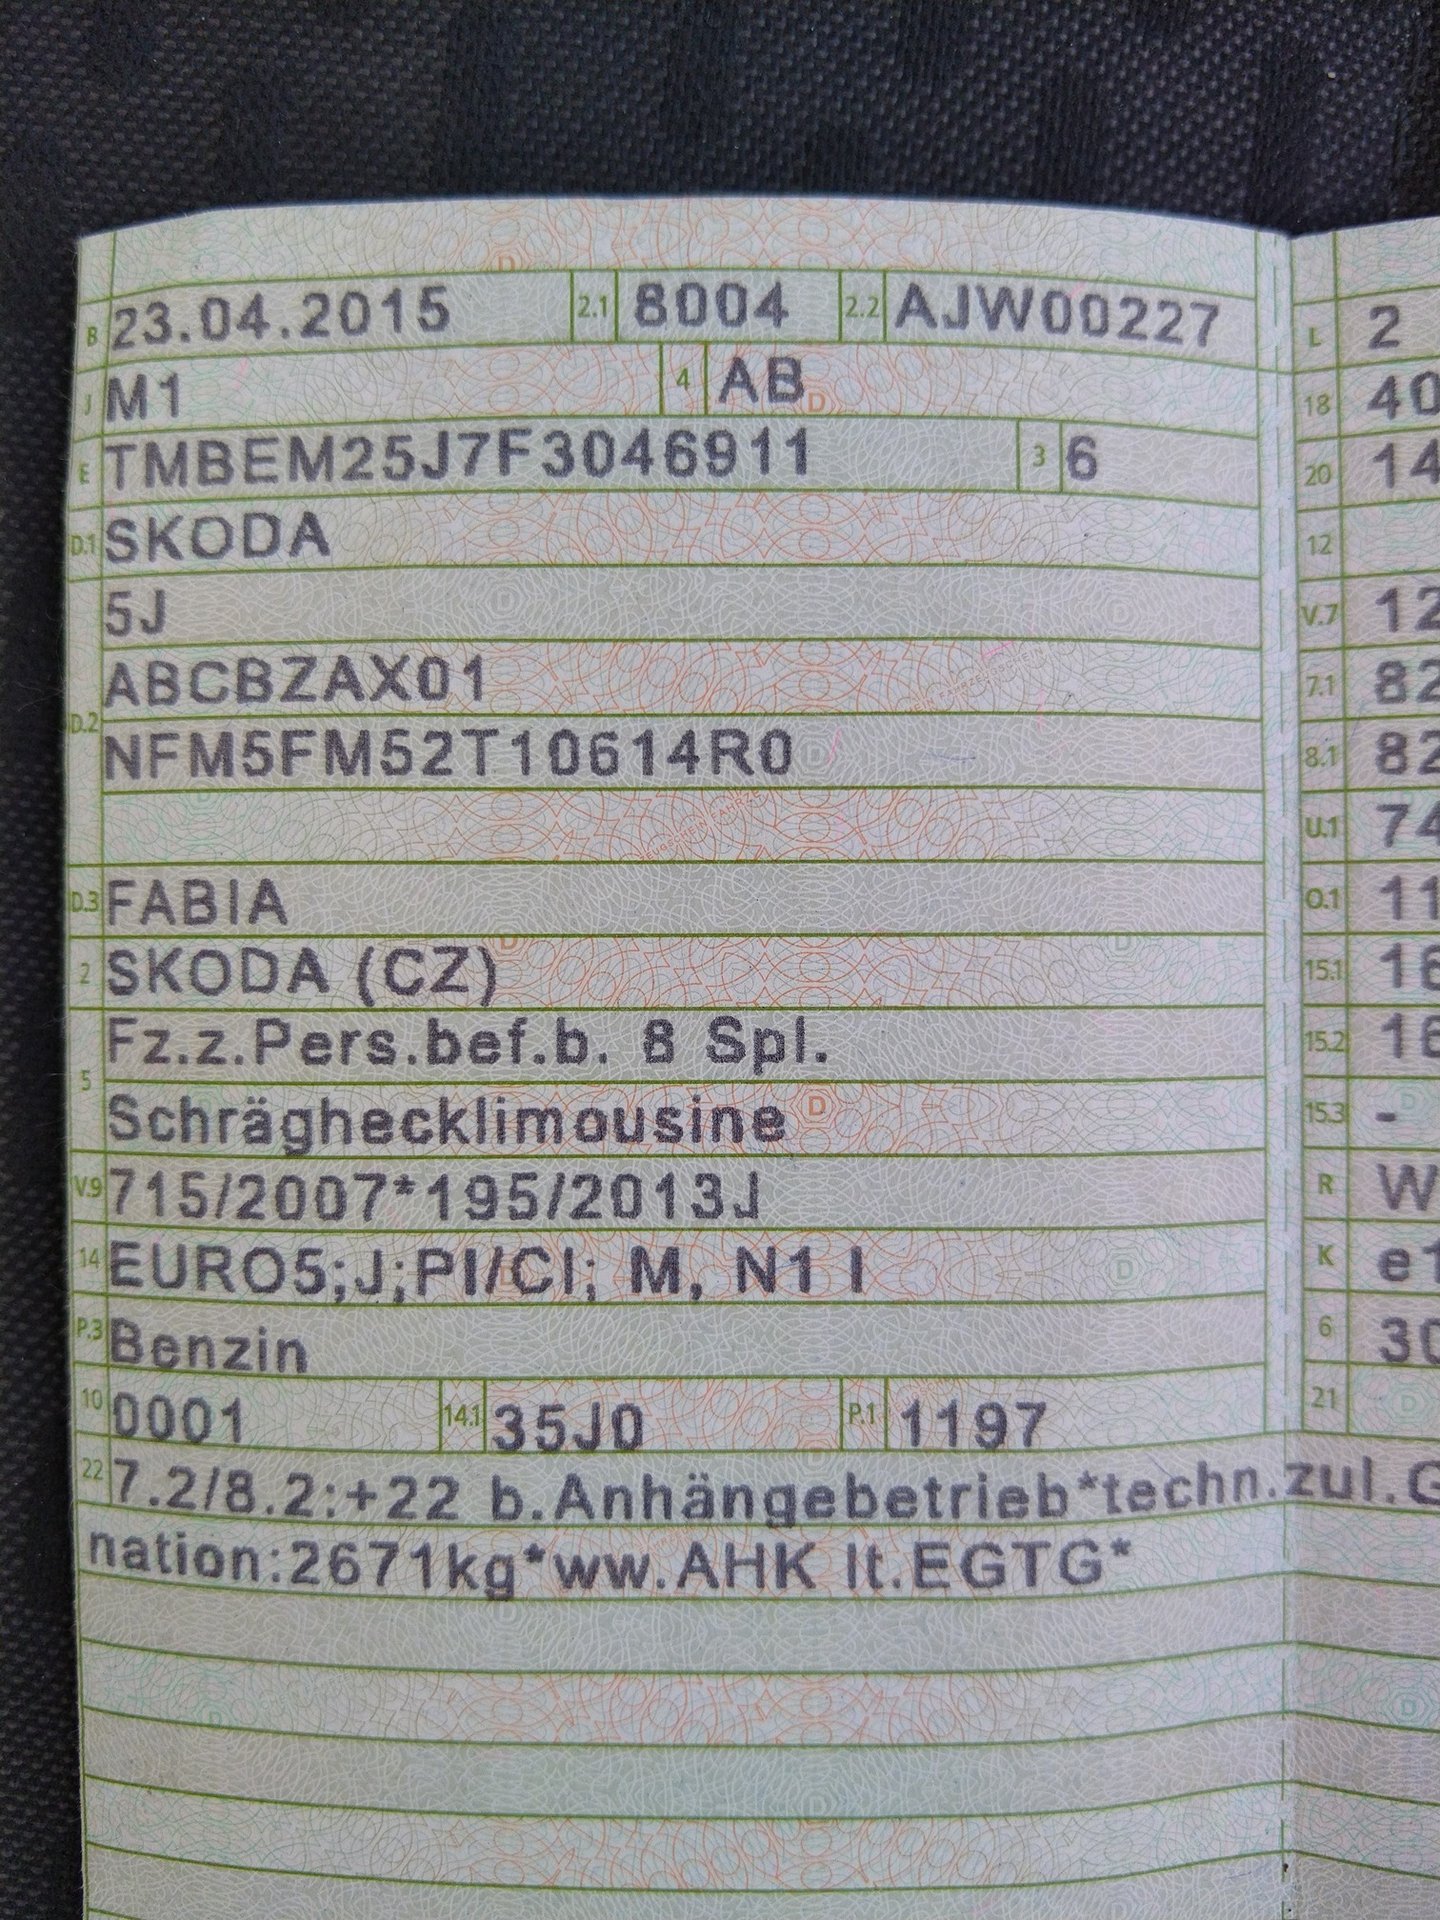 B 23.04.2015 2.1 8004 2.2 AJW00227 L 2
J M1 4 AB 18 40
E TMBEM25J7F3046911 3 6 20 14
D.1 SKODA 12
5J V.7 12
ABCBZAX01 7.1 82
D.2 NFM5FM52T10614R0 8.1 82
U.1 74
D.3 FABIA O.1 11
2 SKODA (CZ) 15.1 16
5 Fz.z.Pers.bef.b. 8 Spl. 15.2 16
Schräghecklimousine 15.3 -
V.9 715/2007*195/2013J R W
14 EURO5;J;PI/CI; M, N1 I K e1
P.3 Benzin 6 30
10 0001 14.1 35J0 P.1 1197 21
22 7.2/8.2:+22 b.Anhängebetrieb*techn.zul.G
nation:2671kg*ww.AHK lt.EGTG*